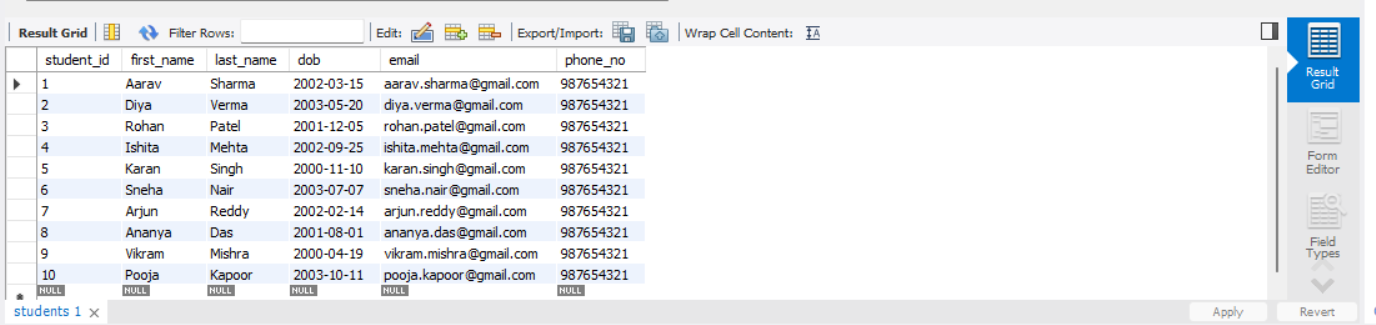 Result Grid Filter Rows: Edit: Export/Import: Wrap Cell Content: IA
student_id first_name last_name dob email phone_no
1 Aarav Sharma 2002-03-15 aarav.sharma@gmail.com 987654321
2 Diya Verma 2003-05-20 diya.verma@gmail.com 987654321
3 Rohan Patel 2001-12-05 rohan.patel@gmail.com 987654321
4 Ishita Mehta 2002-09-25 ishita.mehta@gmail.com 987654321
5 Karan Singh 2000-11-10 karan.singh@gmail.com 987654321
6 Sneha Nair 2003-07-07 sneha.nair@gmail.com 987654321
7 Arjun Reddy 2002-02-14 arjun.reddy@gmail.com 987654321
8 Ananya Das 2001-08-01 ananya.das@gmail.com 987654321
9 Vikram Mishra 2000-04-19 vikram.mishra@gmail.com 987654321
10 Pooja Kapoor 2003-10-11 pooja.kapoor@gmail.com 987654321
NULL NULL NULL NULL NULL NULL
students 1 Apply Revert
Result
Grid
Form
Editor
Field
Types